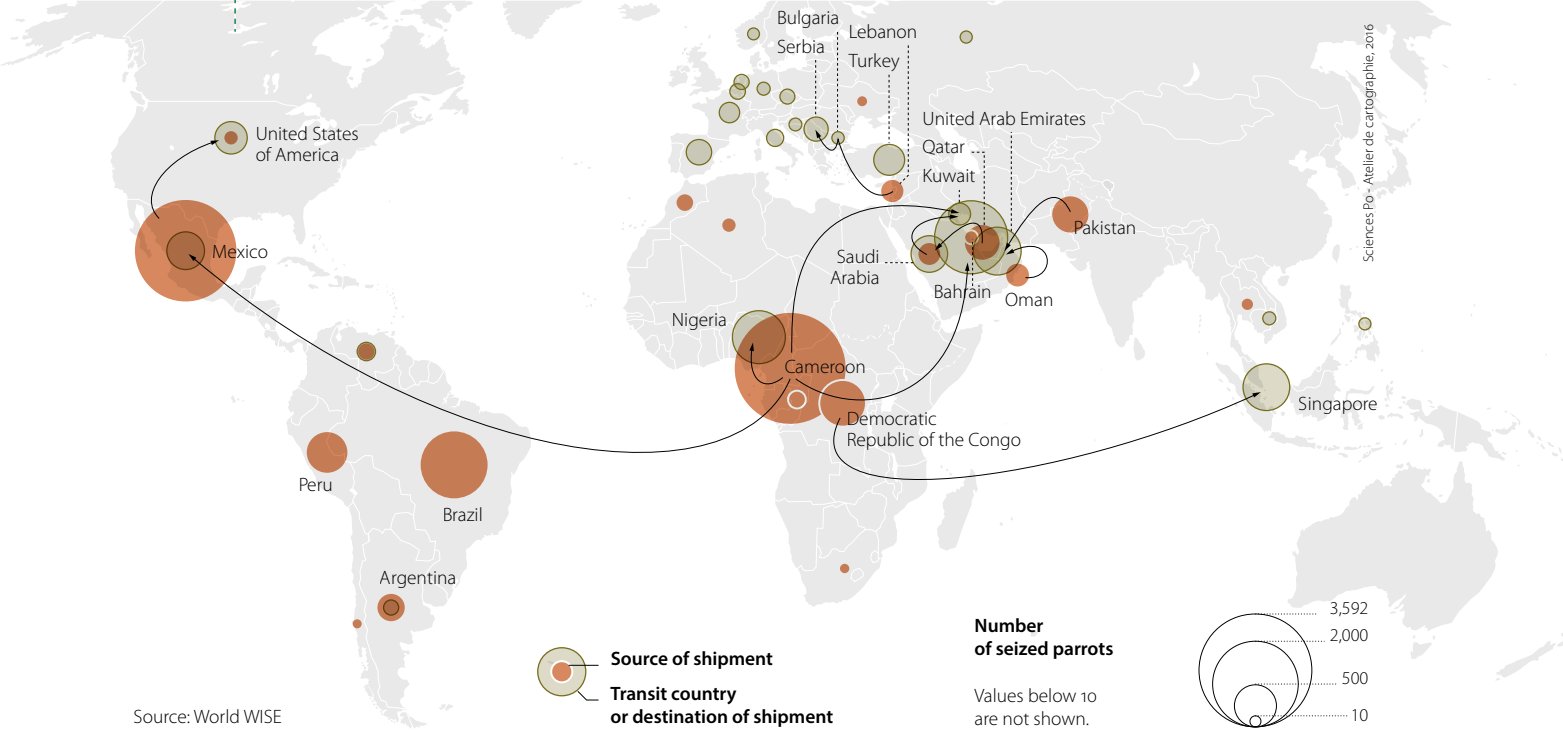 Bulgaria
Lebanon
Serbia
Turkey
United Arab Emirates
Qatar
Kuwait
United States
of America
Mexico
Pakistan
Saudi
Arabia
Bahrain
Oman
Nigeria
Cameroon
Democratic
Republic of the Congo
Singapore
Peru
Brazil
Argentina
Source of shipment
Transit country
or destination of shipment
Number
of seized parrots
Values below 10
are not shown.
3,592
2,000
500
10
Source: World WISE
Sciences Po - Atelier de cartographie, 2016